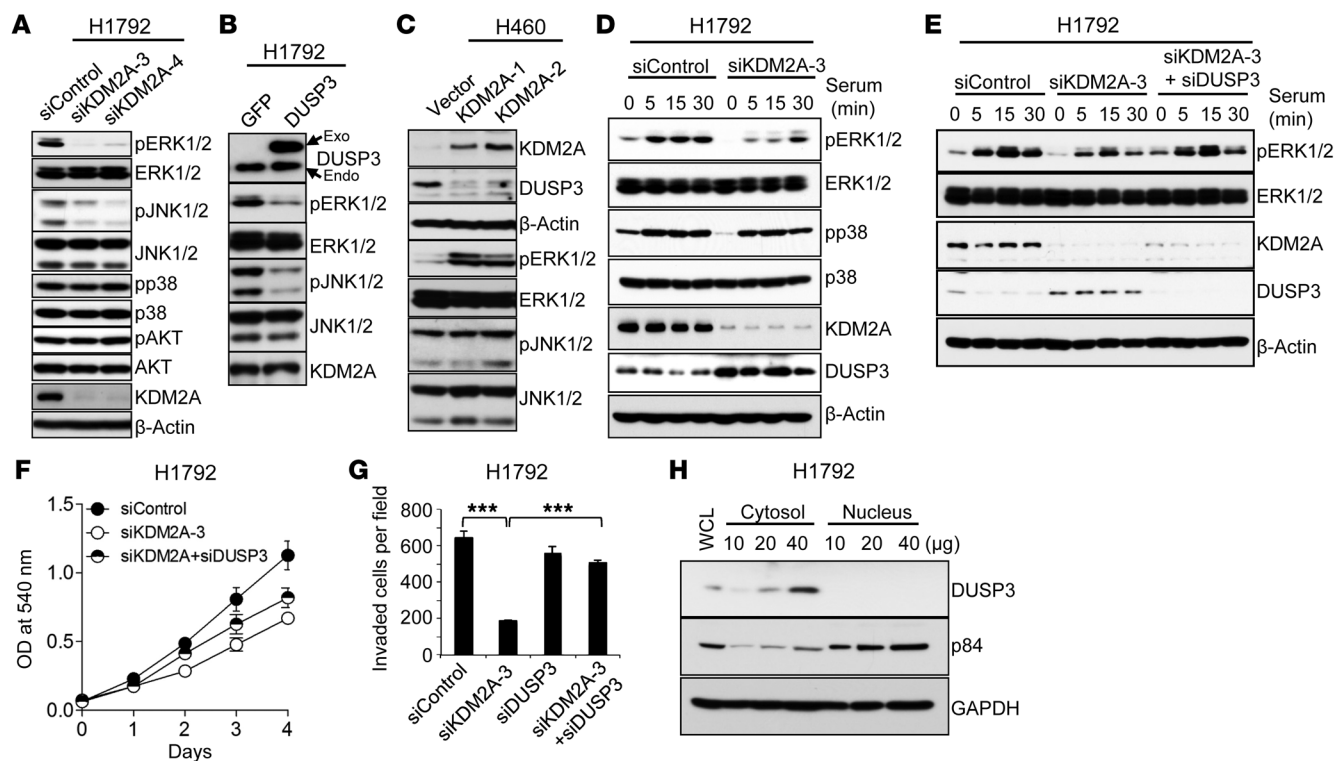 A
H1792
siControl
siKDM2A-3
siKDM2A-4
pERK1/2
ERK1/2
pJNK1/2
JNK1/2
pp38
p38
pAKT
AKT
KDM2A
β-Actin
B
H1792
GFP
DUSP3
Exo
DUSP3
Endo
pERK1/2
ERK1/2
pJNK1/2
JNK1/2
KDM2A
C
H460
Vector
KDM2A-1
KDM2A-2
KDM2A
DUSP3
β-Actin
pERK1/2
ERK1/2
pJNK1/2
JNK1/2
D
H1792
siControl siKDM2A-3
0 5 15 30 0 5 15 30 Serum
(min)
pERK1/2
ERK1/2
pp38
p38
KDM2A
DUSP3
β-Actin
E
H1792
siControl siKDM2A-3 siKDM2A-3
+ siDUSP3
0 5 15 30 0 5 15 30 0 5 15 30 Serum
(min)
pERK1/2
ERK1/2
KDM2A
DUSP3
β-Actin
F
H1792
siControl
siKDM2A-3
siKDM2A+siDUSP3
OD at 540 nm
1.5
1.0
0.5
0.0
0 1 2 3 4
Days
G
H1792
*** ***
Invaded cells per field
800
600
400
200
0
siControl
siKDM2A-3
siDUSP3
siKDM2A-3
+siDUSP3
H
H1792
WCL Cytosol Nucleus
10 20 40 10 20 40 (μg)
DUSP3
p84
GAPDH